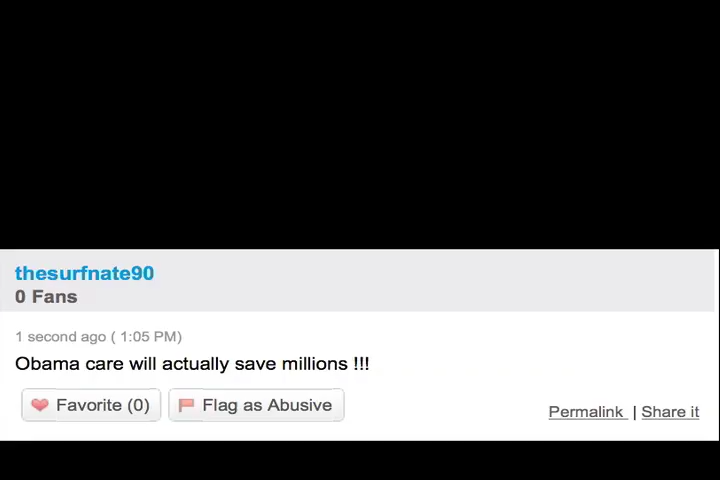 thesurfnate90
0 Fans
1 second ago ( 1:05 PM)
Obama care will actually save millions !!!
Favorite (0) Flag as Abusive Permalink | Share it